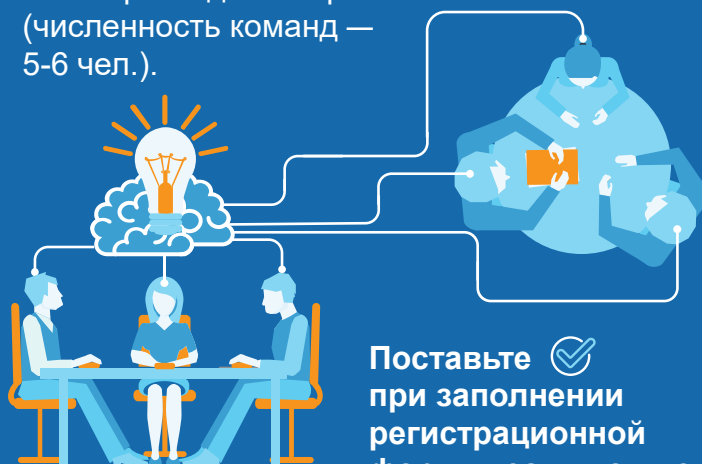 (численность команд —
5-6 чел.).
Поставьте
при заполнении
регистрационной